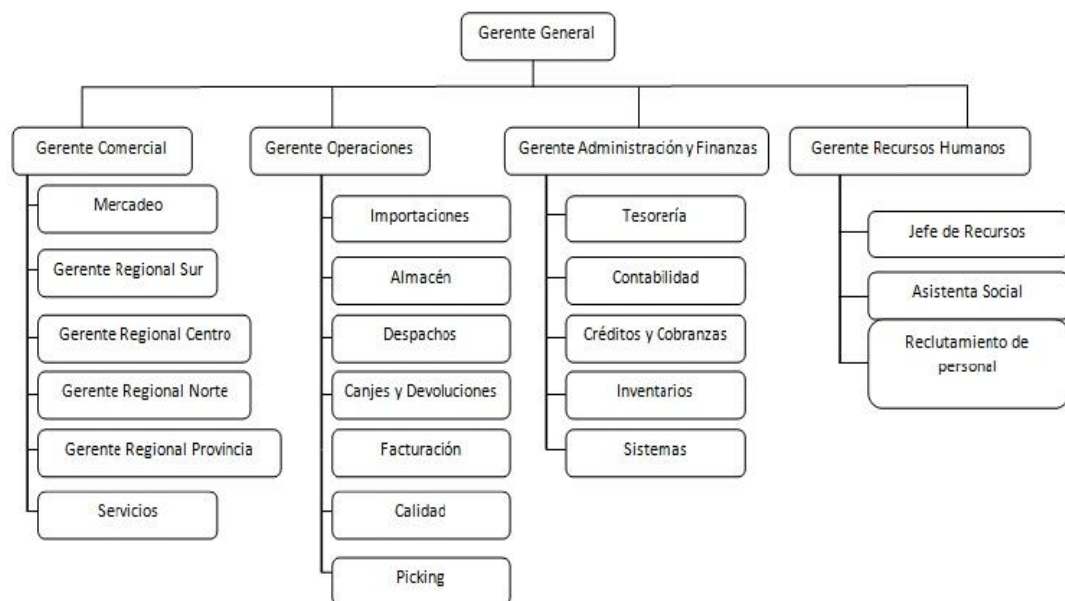 Gerente General
Gerente Comercial
Mercadeo
Gerente Regional Sur
Gerente Regional Centro
Gerente Regional Norte
Gerente Regional Provincia
Servicios
Gerente Operaciones
Importaciones
Almacén
Despachos
Canjes y Devoluciones
Facturación
Calidad
Picking
Gerente Administración y Finanzas
Tesorería
Contabilidad
Créditos y Cobranzas
Inventarios
Sistemas
Gerente Recursos Humanos
Jefe de Recursos
Asistenta Social
Reclutamiento de
personal